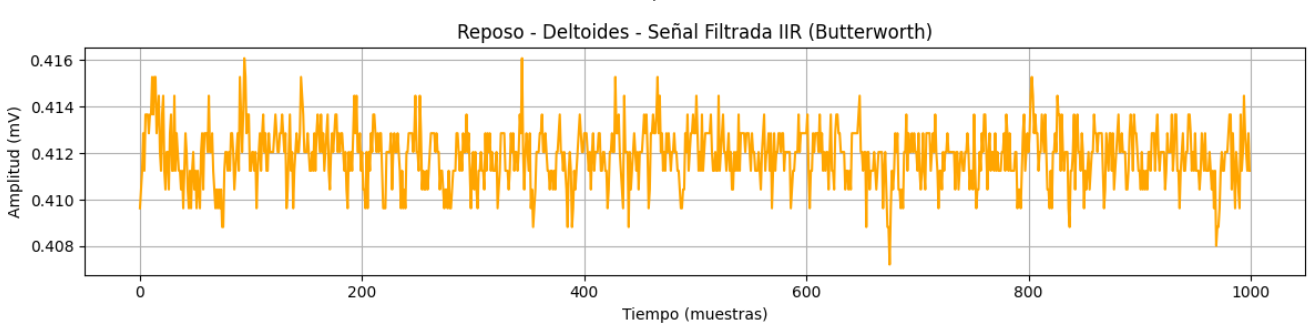 Reposo - Deltoides - Señal Filtrada IIR (Butterworth)
Amplitud (mV)
0.416
0.414
0.412
0.410
0.408
0 200 400 600 800 1000
Tiempo (muestras)